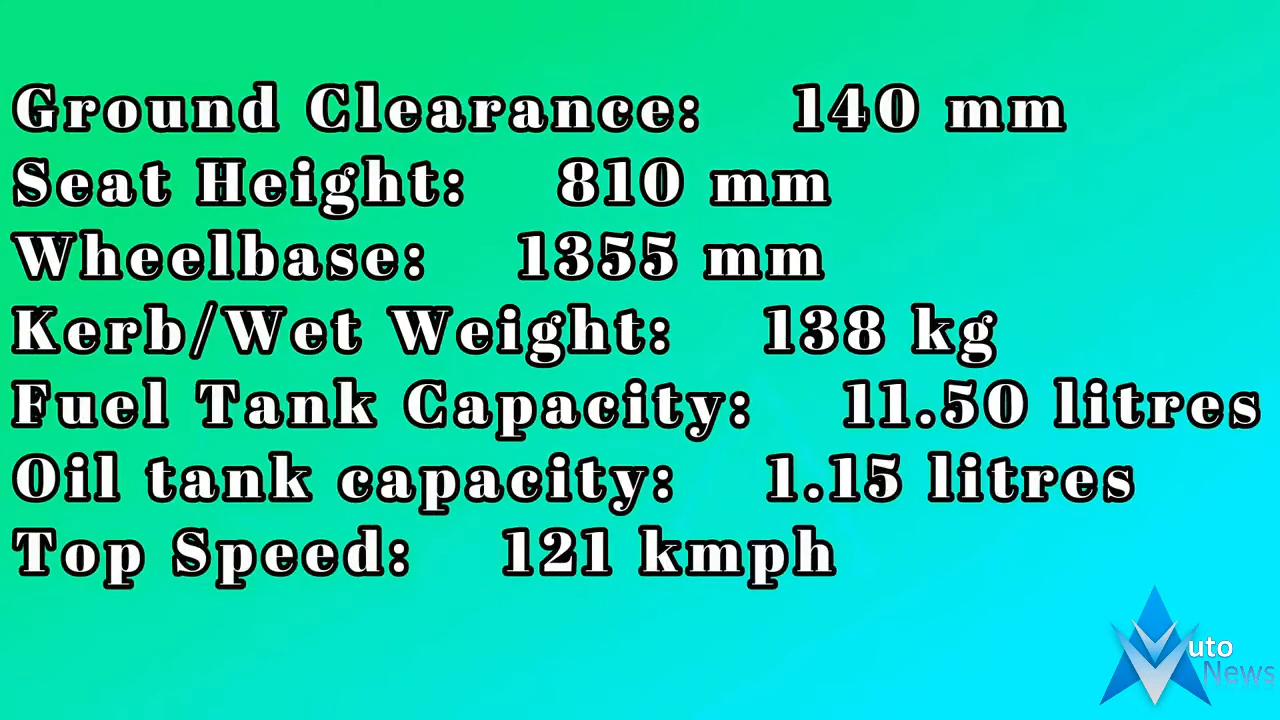 Ground Clearance: 140 mm
Seat Height: 810 mm
Wheelbase: 1355 mm
Kerb/Wet Weight: 138 kg
Fuel Tank Capacity: 11.50 litres
Oil tank capacity: 1.15 litres
Top Speed: 121 kmph
uto
News